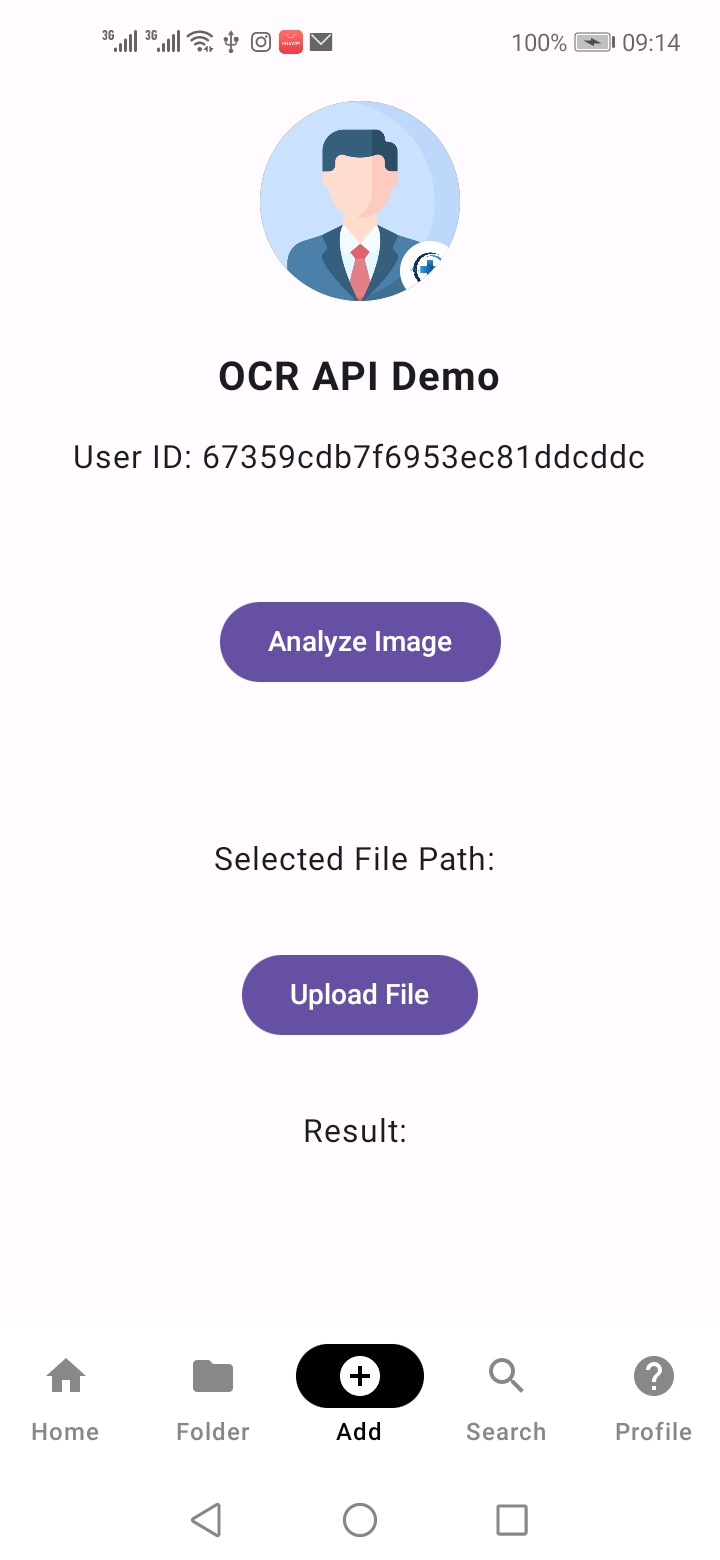 3G 3G 100% 09:14
OCR API Demo
User ID: 67359cdb7f6953ec81ddcddc
Analyze Image
Selected File Path:
Upload File
Result:
Home Folder Add Search Profile